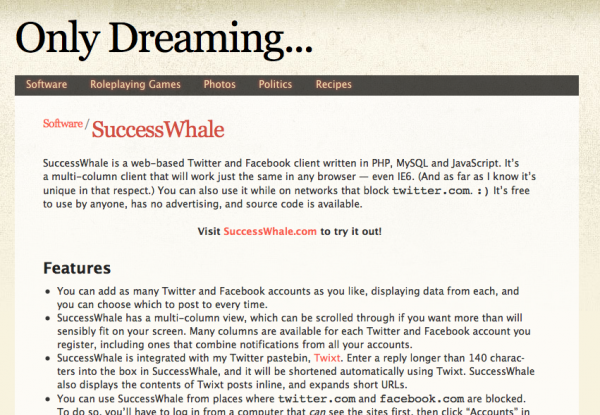 Only Dreaming...
Software Roleplaying Games Photos Politics Recipes
Software / SuccessWhale
SuccessWhale is a web-based Twitter and Facebook client written in PHP, MySQL and JavaScript. It's
a multi-column client that will work just the same in any browser — even IE6. (And as far as I know it's
unique in that respect.) You can also use it while on networks that block twitter.com. :) It's free
to use by anyone, has no advertising, and source code is available.
Visit SuccessWhale.com to try it out!
Features
• You can add as many Twitter and Facebook accounts as you like, displaying data from each, and
you can choose which to post to every time.
• SuccessWhale has a multi-column view, which can be scrolled through if you want more than will
sensibly fit on your screen. Many columns are available for each Twitter and Facebook account you
register, including ones that combine notifications from all your accounts.
• SuccessWhale is integrated with my Twitter pastebin, Twixt. Enter a reply longer than 140 charac-
ters into the box in SuccessWhale, and it will be shortened automatically using Twixt. SuccessWhale
also displays the contents of Twixt posts inline, and expands short URLs.
• You can use SuccessWhale from places where twitter.com and facebook.com are blocked.
To do so, you'll have to log in from a computer that can see the sites first, then click "Accounts" in